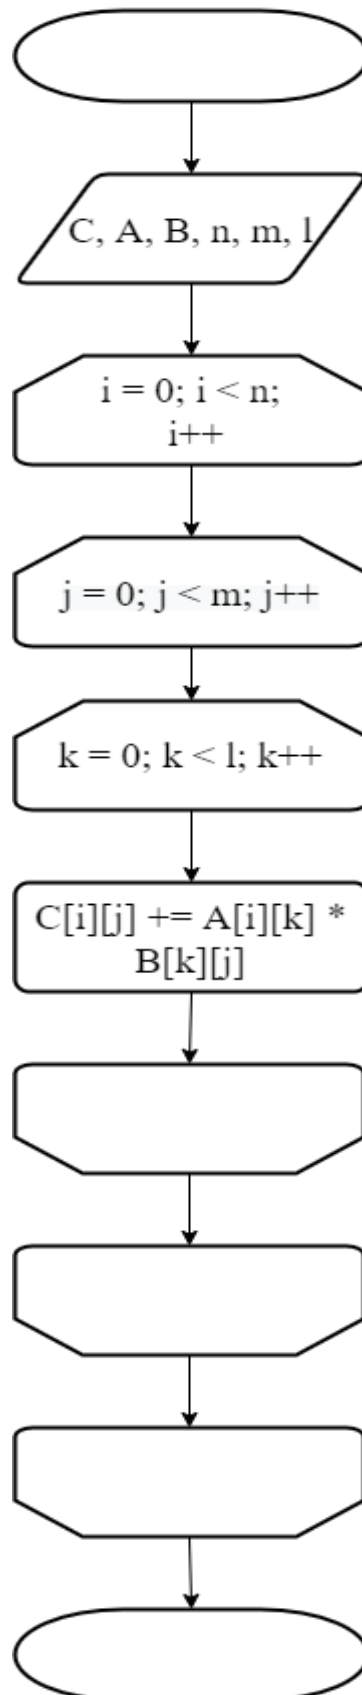 C, A, B, n, m, l
i = 0; i < n;
i++
j = 0; j < m; j++
k = 0; k < l; k++
C[i][j] += A[i][k] *
B[k][j]